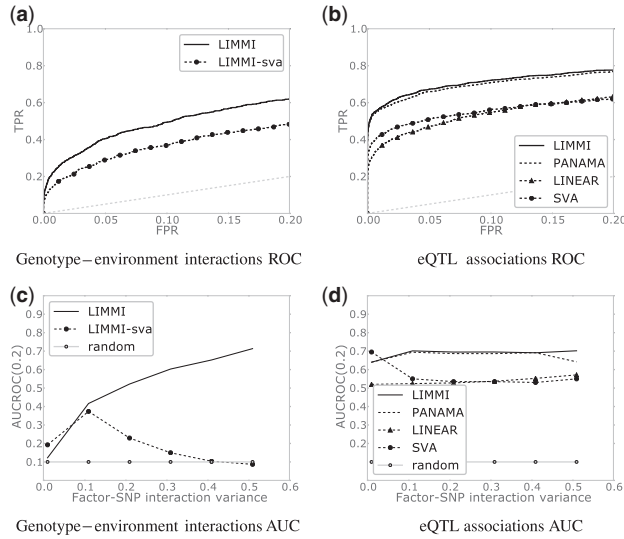 (a)
LIMMI
LIMMI-sva
TPR
1.0
0.8
0.6
0.4
0.2
0.0
0.00 0.05 0.10 0.15 0.20
FPR
Genotype–environment interactions ROC
(b)
TPR
1.0
0.8
0.6
0.4
0.2
0.0
LIMMI
PANAMA
LINEAR
SVA
0.00 0.05 0.10 0.15 0.20
FPR
eQTL associations ROC
(c)
LIMMI
LIMMI-sva
random
AUCROC(0.2)
0.9
0.8
0.7
0.6
0.5
0.4
0.3
0.2
0.1
0.0 0.1 0.2 0.3 0.4 0.5 0.6
Factor-SNP interaction variance
Genotype–environment interactions AUC
(d)
AUCROC(0.2)
0.9
0.8
0.7
0.6
0.5
0.4
0.3
0.2
0.1
LIMMI
PANAMA
LINEAR
SVA
random
0.0 0.1 0.2 0.3 0.4 0.5 0.6
Factor-SNP interaction variance
eQTL associations AUC